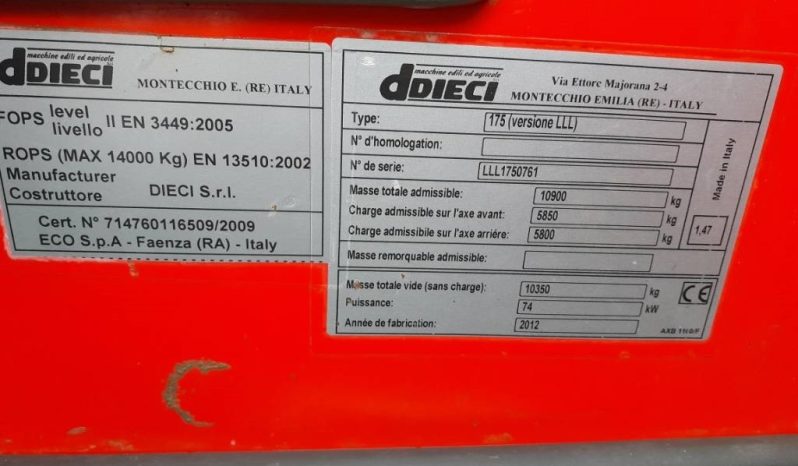 macchine edili ed agricole
dDIECI
MONTECCHIO E. (RE) ITALY
FOPS level
livello II EN 3449:2005
ROPS (MAX 14000 Kg) EN 13510:2002
Manufacturer
Costruttore DIECI S.r.l.
Cert. N° 714760116509/2009
ECO S.p.A - Faenza (RA) - Italy
macchine edili ed agricole
dDIECI
Via Ettore Majorana 2-4
MONTECCHIO EMILIA (RE) - ITALY
Type: 175 (versione LLL)
N° d'homologation:
N° de serie: LLL1750761
Masse totale admissible: 10900 kg
Charge admissible sur l'axe avant: 5850 kg
Charge admissibile sur l'axe arriére: 5800 kg
Masse remorquable admissible:
Masse totale vide (sans charge): 10350 kg
Puissance: 74 kW
Année de fabrication: 2012
Made in Italy
1,47
CE